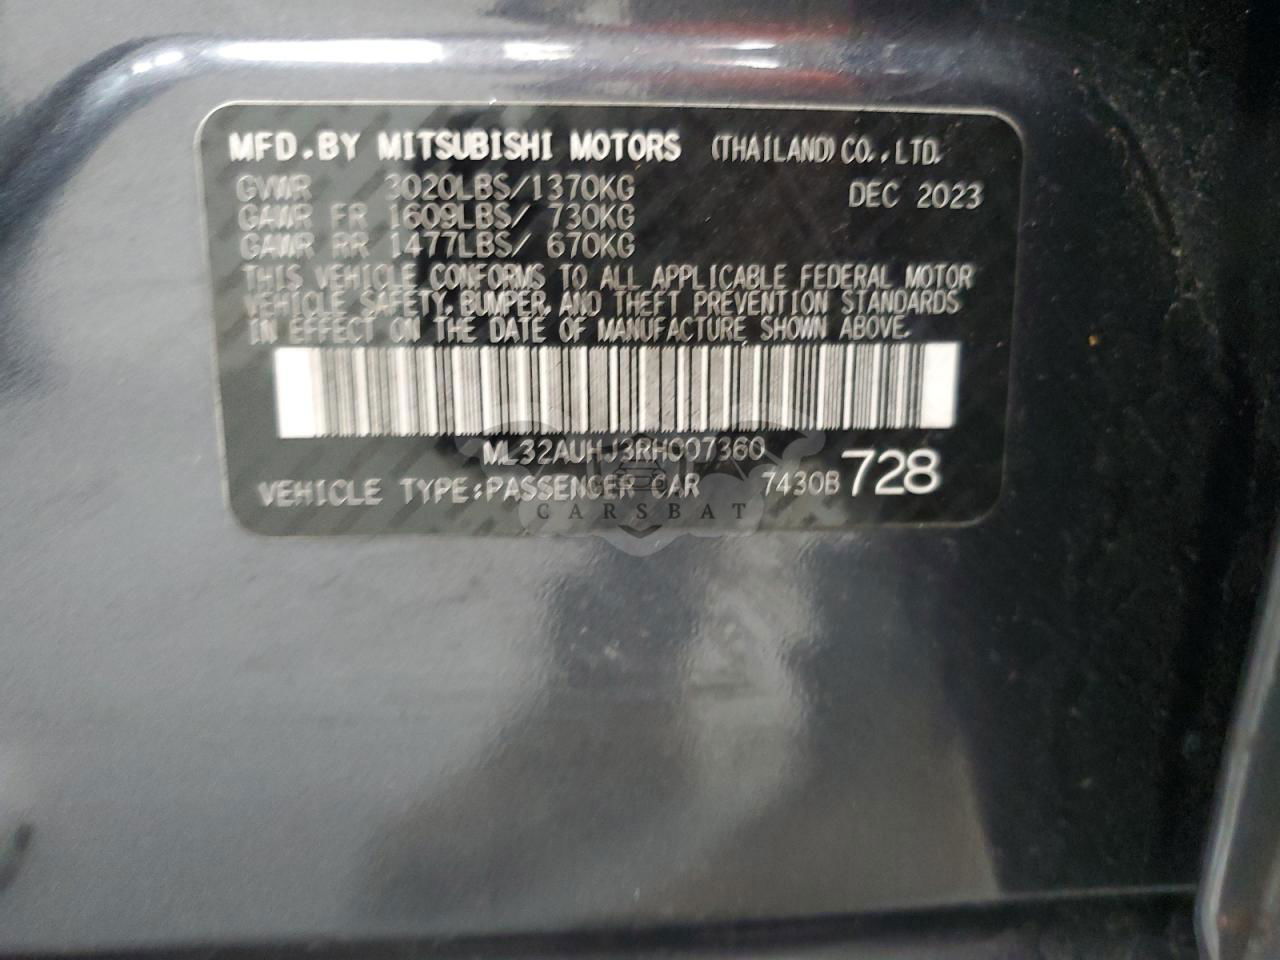 MFD.BY MITSUBISHI MOTORS (THAILAND) CO.,LTD.
GVWR 3020LBS/1370KG DEC 2023
GAWR FR 1609LBS/ 730KG
GAWR RR 1477LBS/ 670KG
THIS VEHICLE CONFORMS TO ALL APPLICABLE FEDERAL MOTOR
VEHICLE SAFETY, BUMPER, AND THEFT PREVENTION STANDARDS
IN EFFECT ON THE DATE OF MANUFACTURE SHOWN ABOVE.
ML32AUHJ3RH007360
VEHICLE TYPE:PASSENGER CAR 7430B 728
CARSBAT